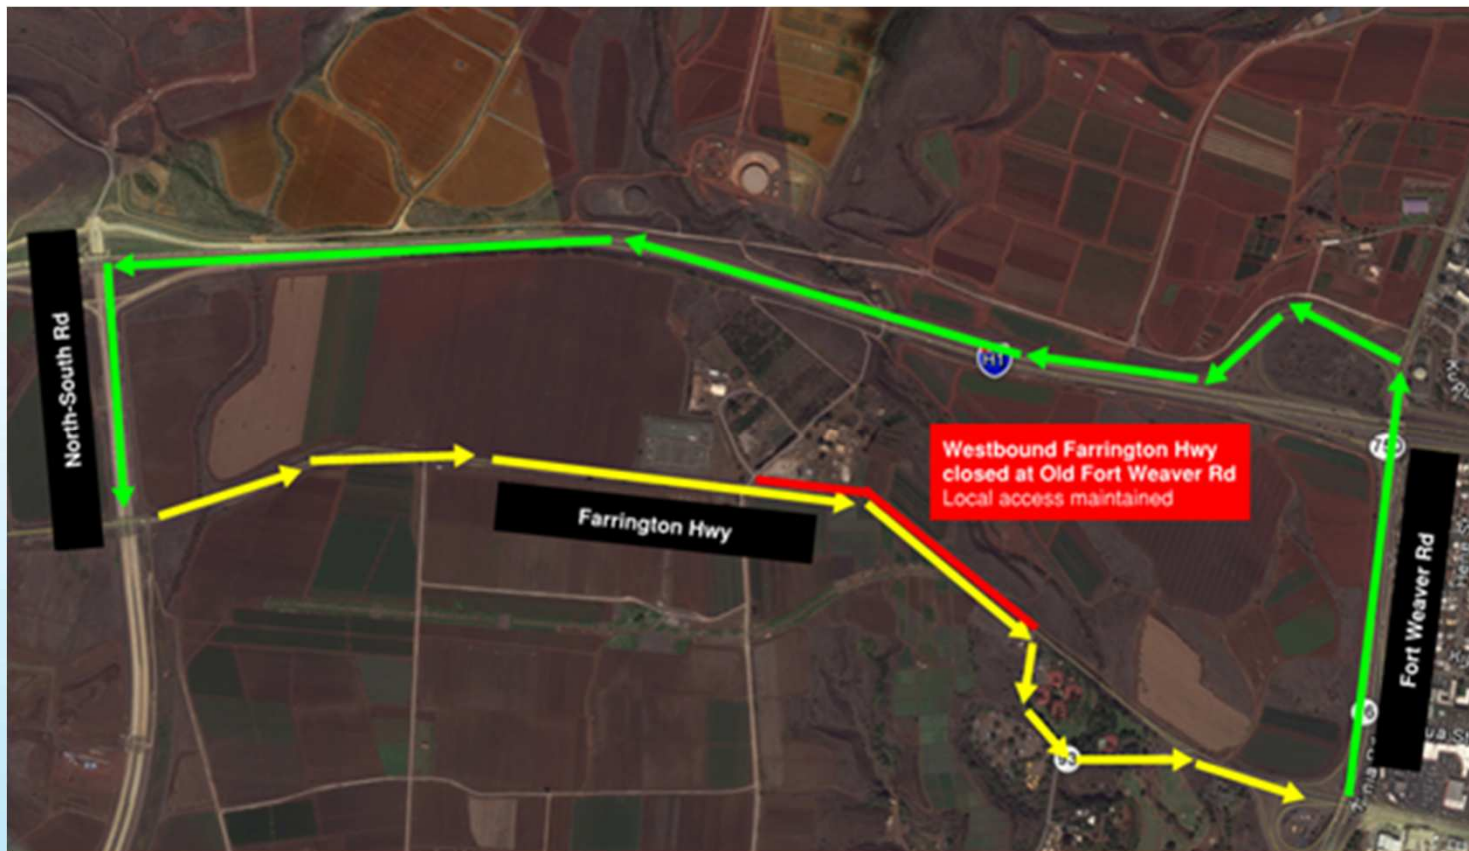 North-South Rd
H1
Westbound Farrington Hwy
closed at Old Fort Weaver Rd
Local access maintained
Farrington Hwy
Fort Weaver Rd